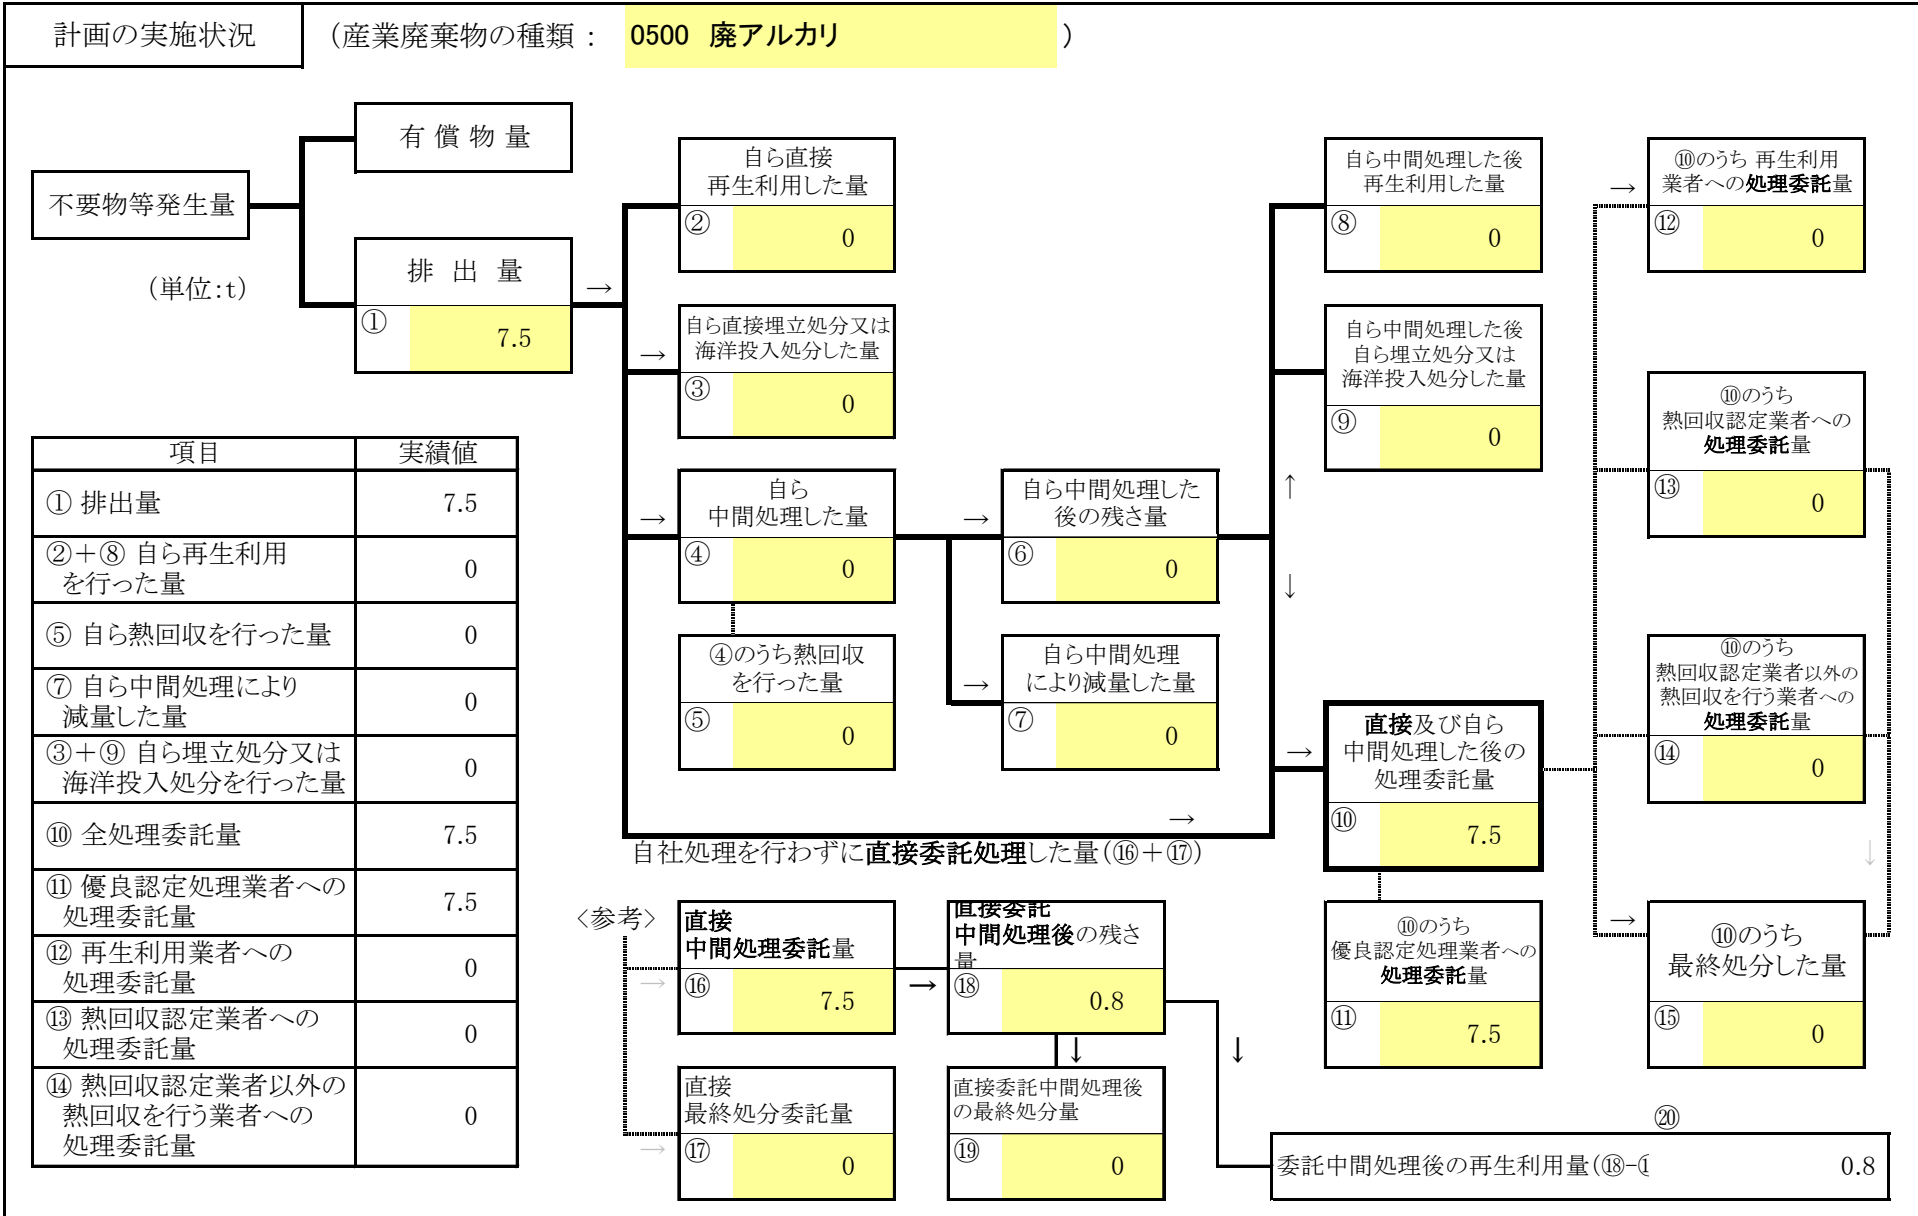 計画の実施状況
（産業廃棄物の種類： 0500 廃アルカリ ）
有 償 物 量
不要物等発生量
（単位:t）
排 出 量
①
7.5
→
自ら直接
再生利用した量
②
0
自ら直接埋立処分又は
海洋投入処分した量
→
③
0
自ら
中間処理した量
→
④
0
④のうち熱回収
を行った量
⑤
0
自ら中間処理した
後の残さ量
→
⑥
0
自ら中間処理
により減量した量
→
⑦
0
自ら中間処理した後
再生利用した量
⑧
0
自ら中間処理した後
自ら埋立処分又は
海洋投入処分した量
⑨
0
↑
↓
直接及び自ら
中間処理した後の
処理委託量
→
⑩
7.5
→
自社処理を行わずに直接委託処理した量（⑯＋⑰）
⑩のうち
優良認定処理業者への
処理委託量
⑪
7.5
⑩のうち 再生利用
業者への処理委託量
→
⑫
0
⑩のうち
熱回収認定業者への
処理委託量
⑬
0
⑩のうち
熱回収認定業者以外の
熱回収を行う業者への
処理委託量
⑭
0
↓
⑩のうち
最終処分した量
→
⑮
0
項目 実績値
① 排出量 7.5
②＋⑧ 自ら再生利用
を行った量 0
⑤ 自ら熱回収を行った量 0
⑦ 自ら中間処理により
減量した量 0
③＋⑨ 自ら埋立処分又は
海洋投入処分を行った量 0
⑩ 全処理委託量 7.5
⑪ 優良認定処理業者への
処理委託量 7.5
⑫ 再生利用業者への
処理委託量 0
⑬ 熱回収認定業者への
処理委託量 0
⑭ 熱回収認定業者以外の
熱回収を行う業者への
処理委託量 0
〈参考〉
直接
中間処理委託量
→
⑯
7.5
→
直接委託
中間処理後の残さ
量
⑱
0.8
↓
↓
直接
最終処分委託量
→
⑰
0
直接委託中間処理後
の最終処分量
⑲
0
⑳
委託中間処理後の再生利用量（⑱-
0.8